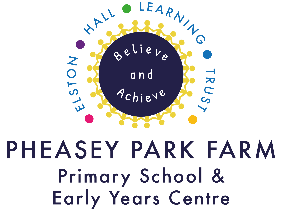 ELSTON HALL LEARNING TRUST
Believe
and
Achieve
PHEASEY PARK FARM
Primary School &
Early Years Centre